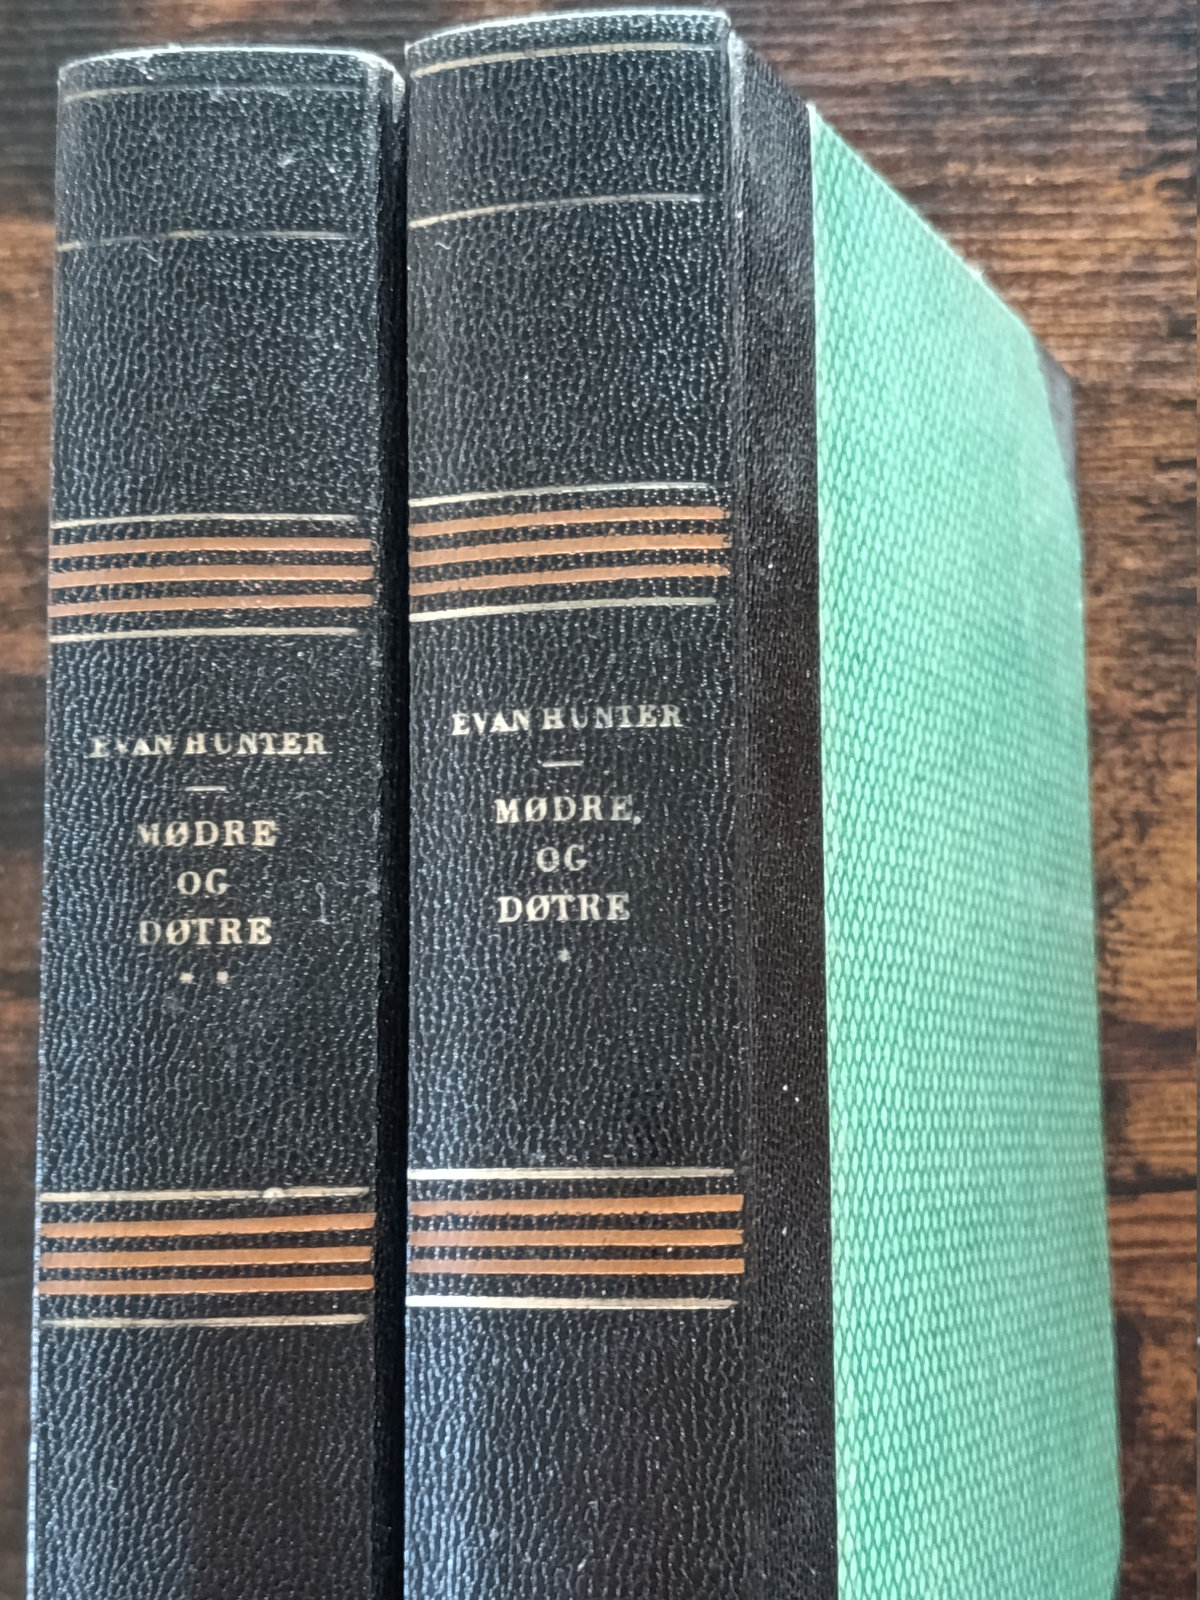 EVAN HUNTER
—
MØDRE
OG
DØTRE
• •
EVAN HUNTER
—
MØDRE,
OG
DØTRE
•